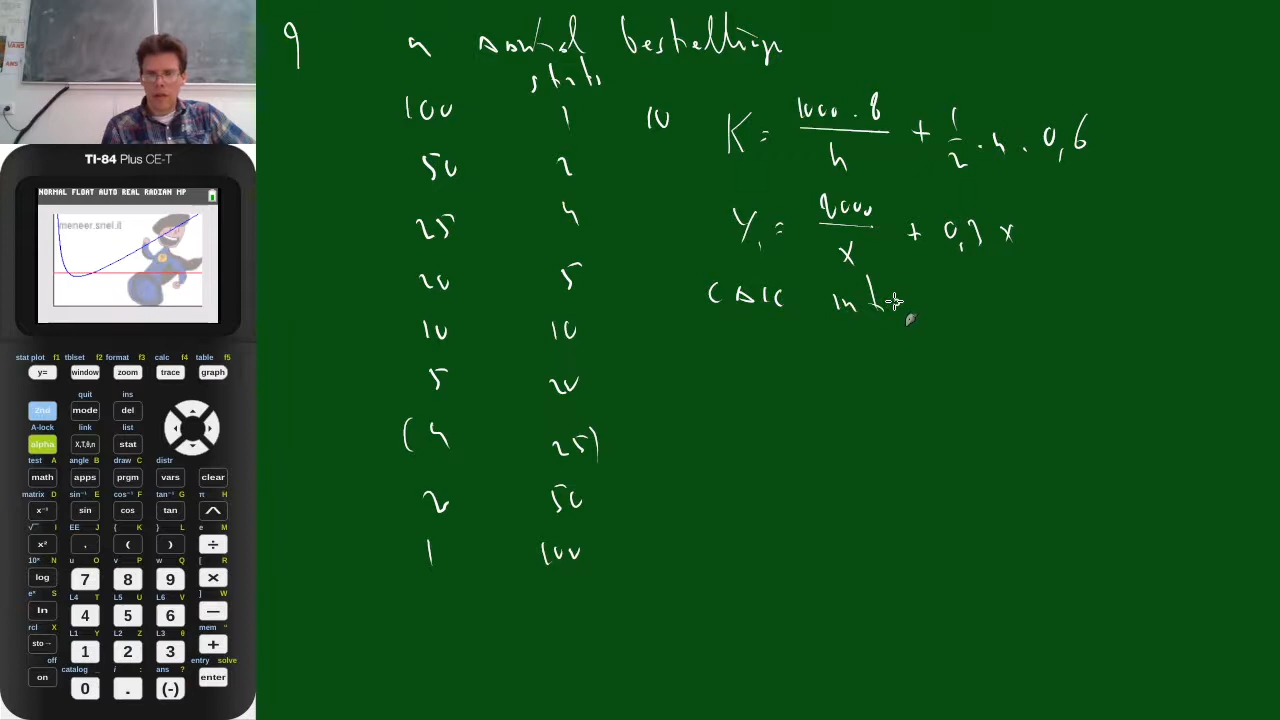 9 n aantal bestellingen
stuks
100 1
50 2
25 4
20 5
10 10
5 20
(4 25)
2 50
1 100
10 K = 1000 · 8 / h + 1/2 · h · 0,6
Y1 = 8000 / x + 0,3 x
CALC int
VANS
TI-84 Plus CE-T
NORMAL FLOAT AUTO REAL RADIAN MP
meneer.snel.it
stat plot f1 tblset f2 format f3 calc f4 table f5
y= window zoom trace graph
quit ins
2nd mode del
A-lock link list
alpha X,T,θ,n stat
test A angle B draw C distr
math apps prgm vars clear
matrix D sin⁻¹ E cos⁻¹ F tan⁻¹ G π H
x⁻¹ sin cos tan ^
√ I EE J { K } L e M
x² , ( ) ÷
10ˣ N u O v P w Q [ R
log 7 8 9 ×
eˣ S L4 T L5 U L6 V ] W
ln 4 5 6 —
rcl X L1 Y L2 Z L3 θ mem "
sto→ 1 2 3 +
off catalog _ i : ans ? entry solve
on 0 . (-) enter